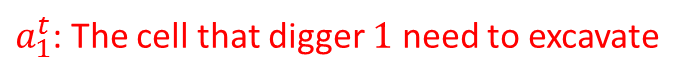 $a_1^t$: The cell that digger 1 need to excavate